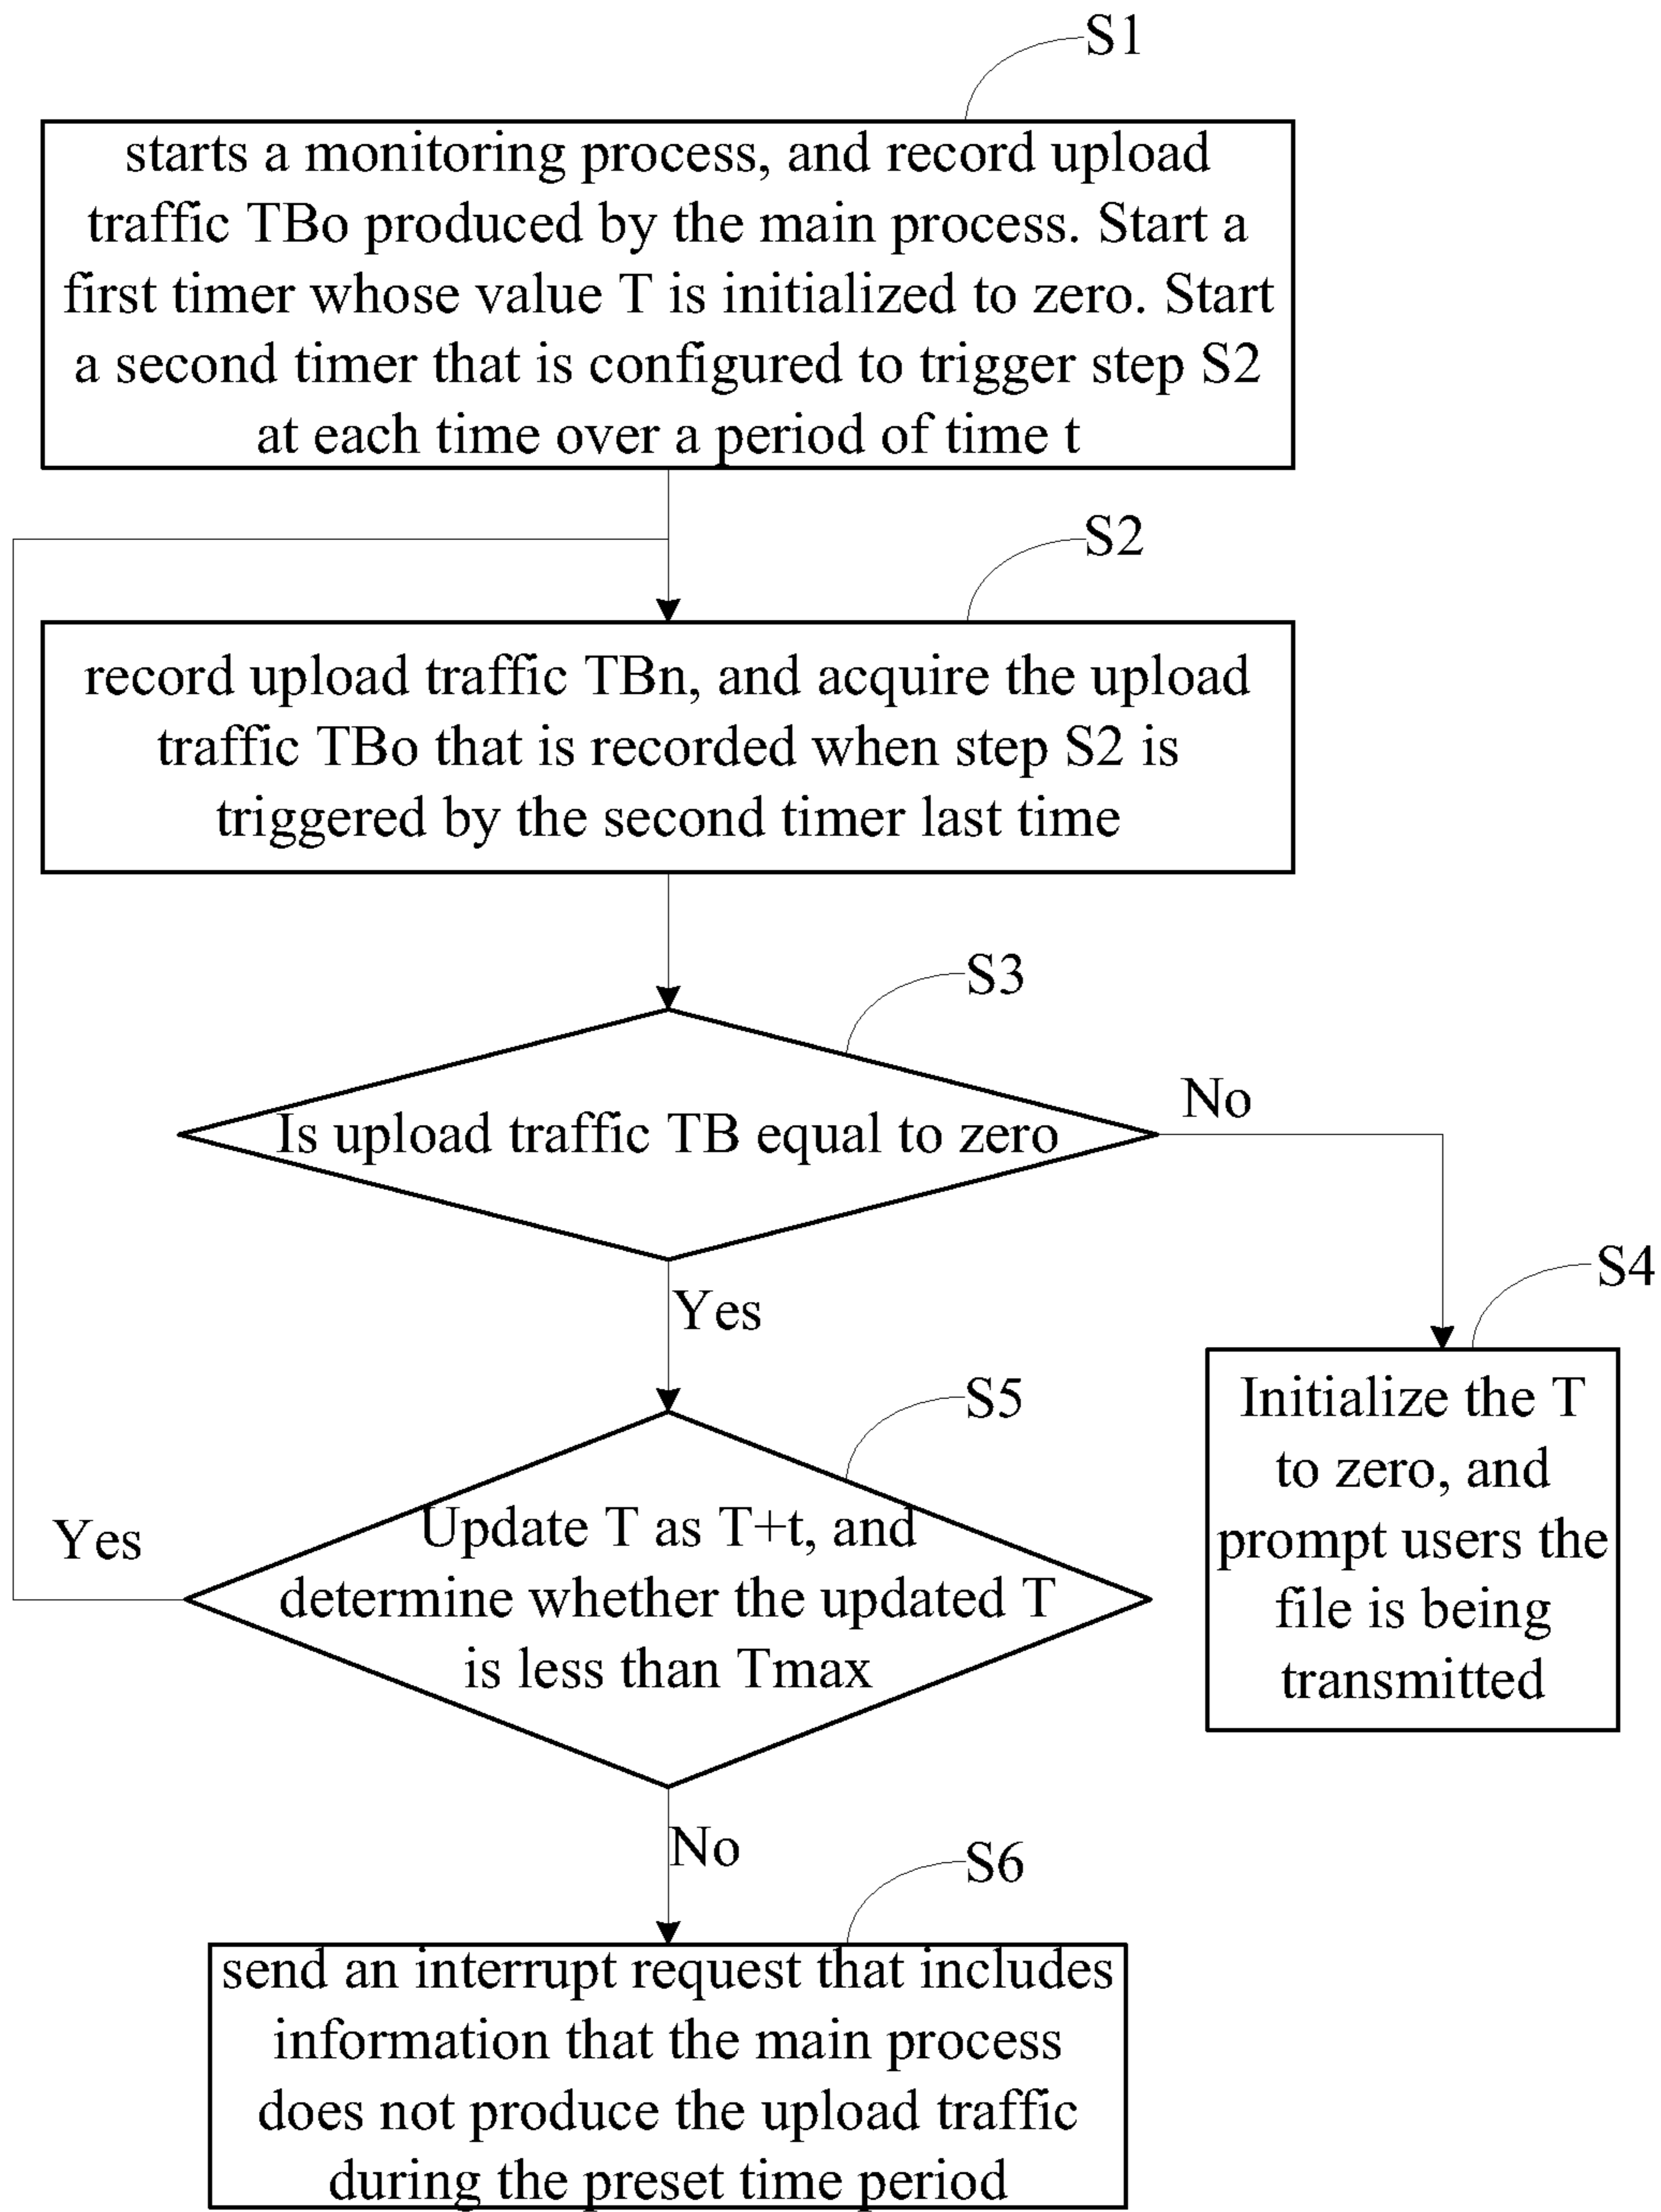 S1
starts a monitoring process, and record upload
traffic TBo produced by the main process. Start a
first timer whose value T is initialized to zero. Start
a second timer that is configured to trigger step S2
at each time over a period of time t
S2
record upload traffic TBn, and acquire the upload
traffic TBo that is recorded when step S2 is
triggered by the second timer last time
S3
Is upload traffic TB equal to zero
No
Yes
S4
Initialize the T
to zero, and
prompt users the
file is being
transmitted
S5
Update T as T+t, and
determine whether the updated T
is less than Tmax
Yes
No
S6
send an interrupt request that includes
information that the main process
does not produce the upload traffic
during the preset time period